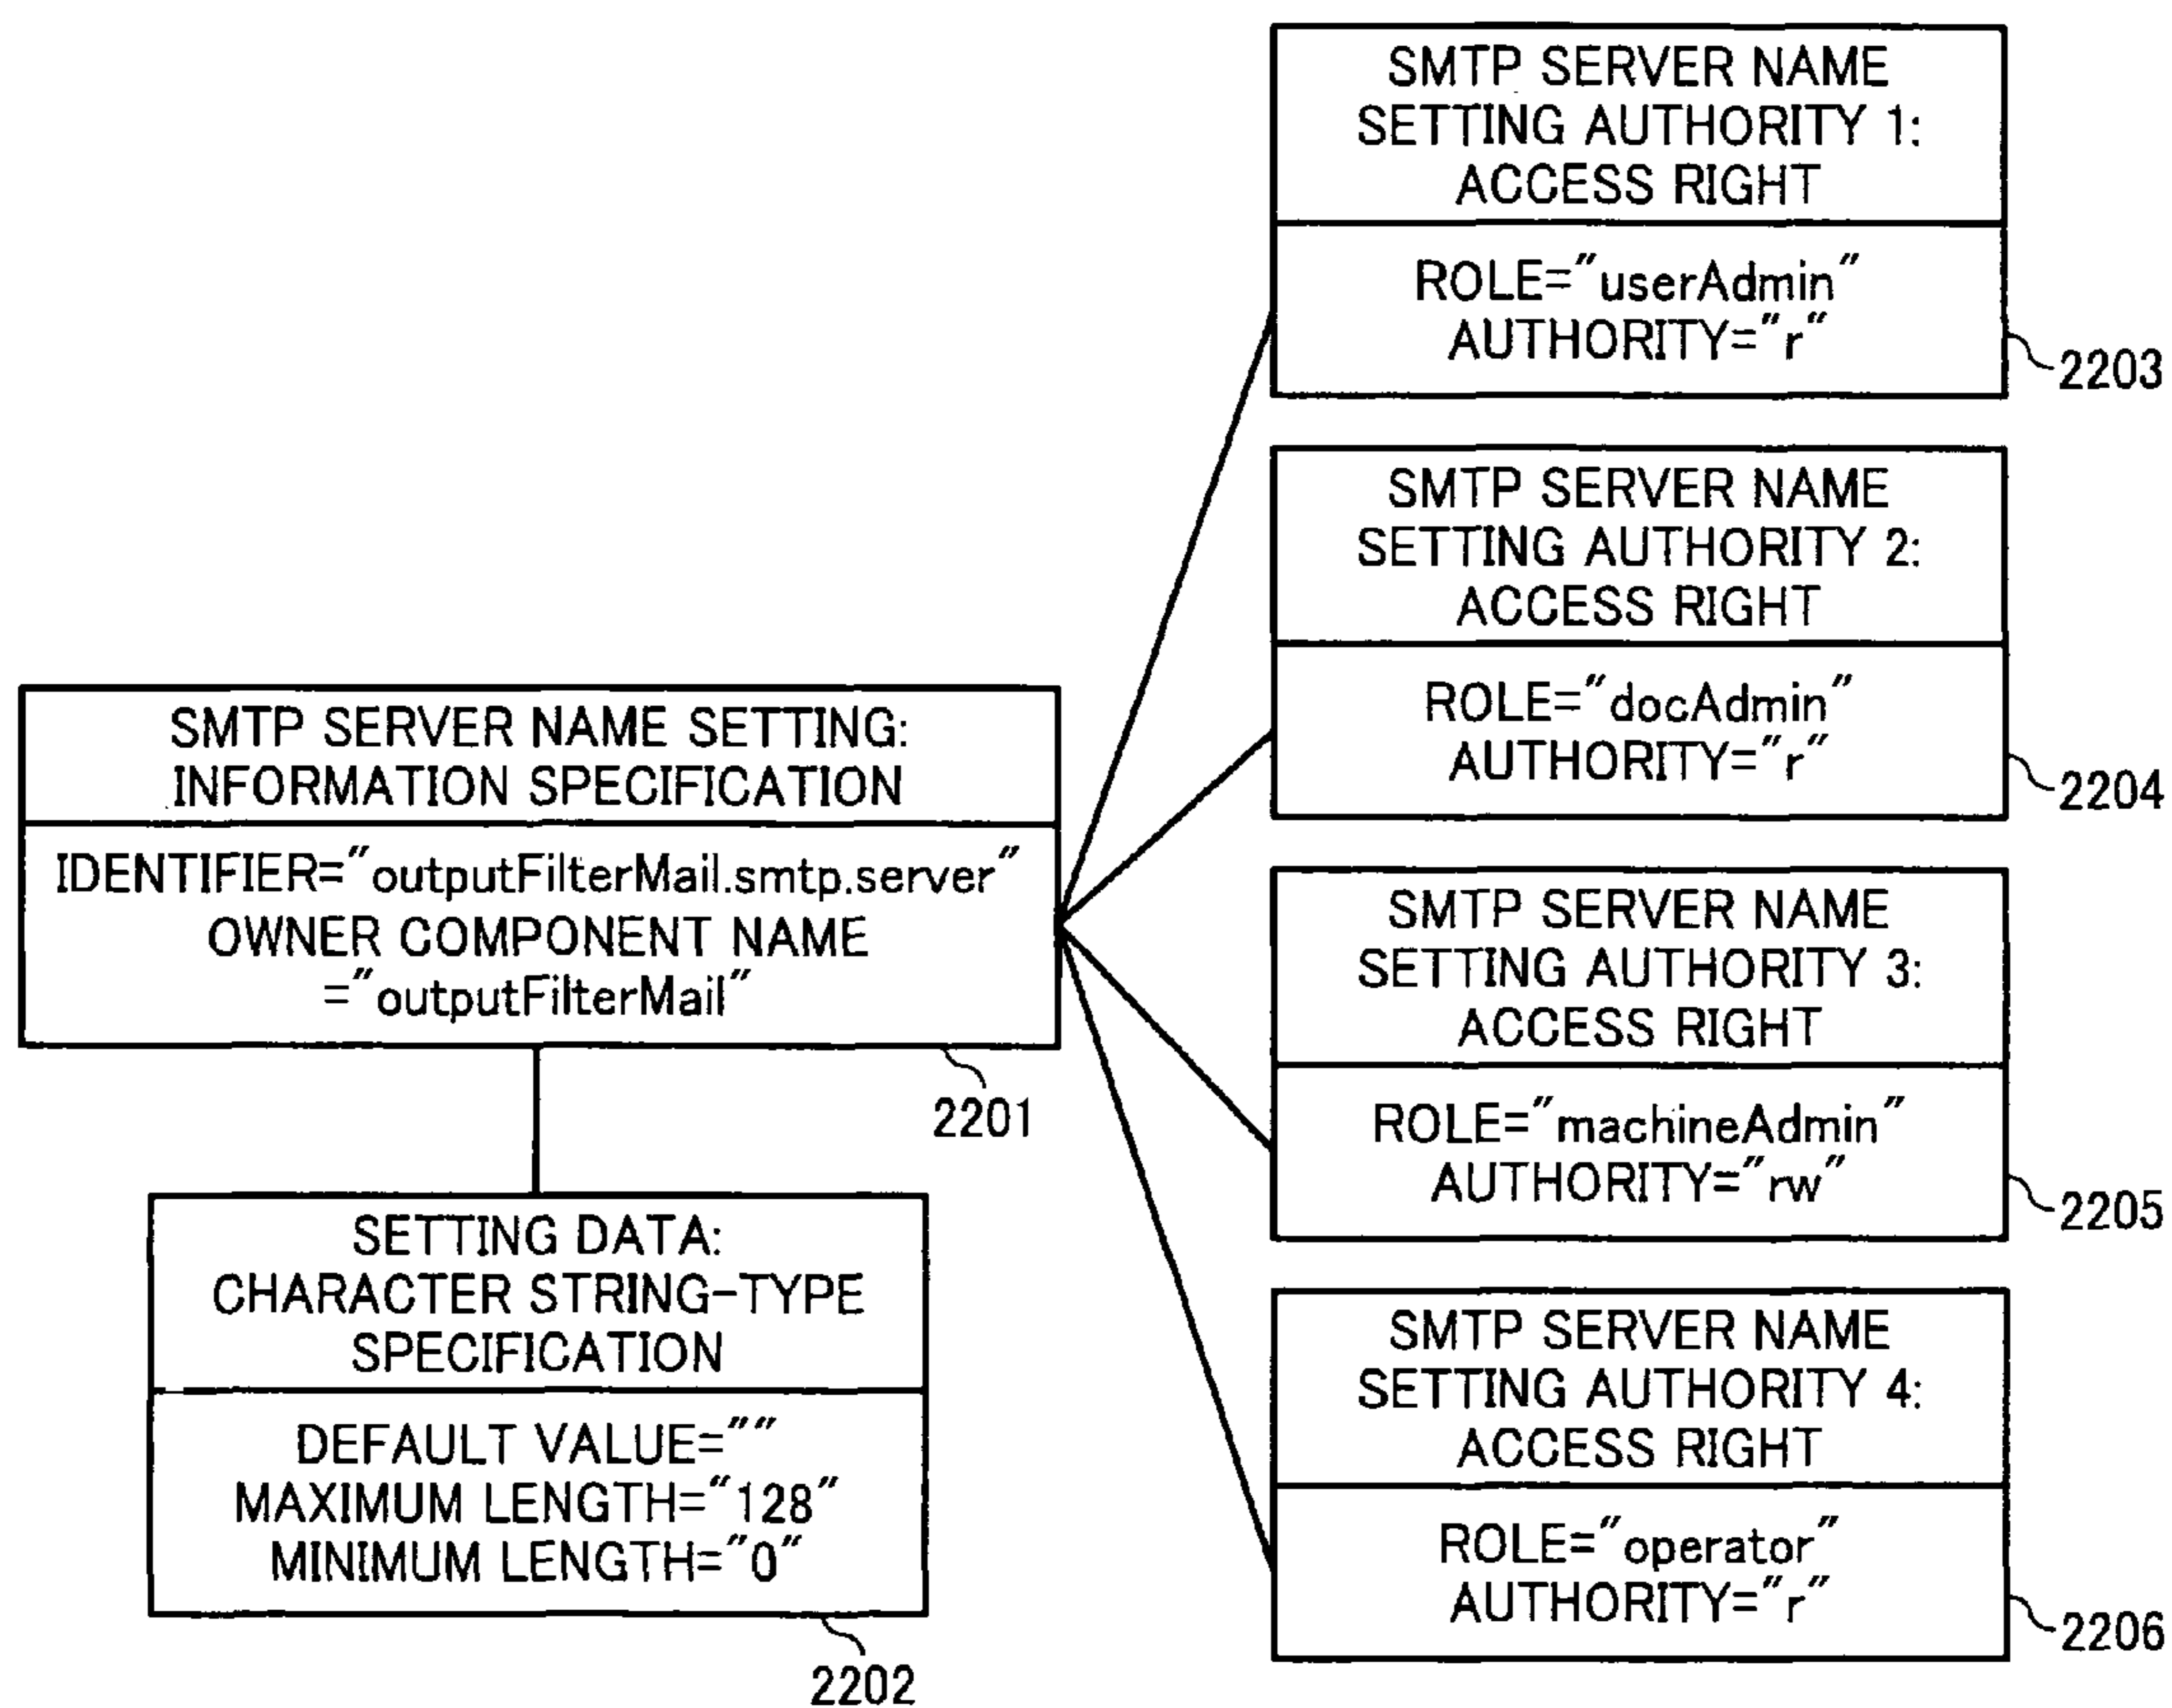 SMTP SERVER NAME
SETTING AUTHORITY 1:
ACCESS RIGHT
ROLE="userAdmin"
AUTHORITY="r"
2203
SMTP SERVER NAME
SETTING AUTHORITY 2:
ACCESS RIGHT
ROLE="docAdmin"
AUTHORITY="r"
2204
SMTP SERVER NAME SETTING:
INFORMATION SPECIFICATION
IDENTIFIER="outputFilterMail.smtp.server"
OWNER COMPONENT NAME
="outputFilterMail"
2201
SMTP SERVER NAME
SETTING AUTHORITY 3:
ACCESS RIGHT
ROLE="machineAdmin"
AUTHORITY="rw"
2205
SETTING DATA:
CHARACTER STRING-TYPE
SPECIFICATION
DEFAULT VALUE=""
MAXIMUM LENGTH="128"
MINIMUM LENGTH="0"
2202
SMTP SERVER NAME
SETTING AUTHORITY 4:
ACCESS RIGHT
ROLE="operator"
AUTHORITY="r"
2206